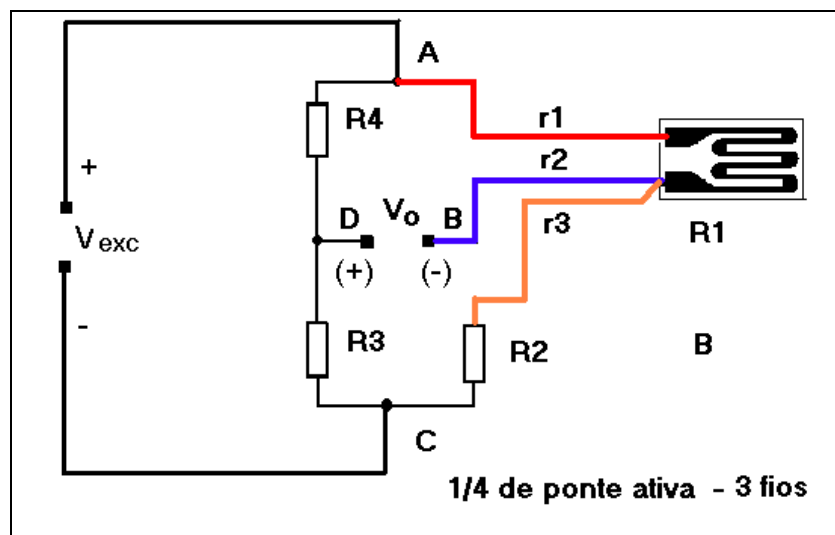 A
R4
r1
r2
+
D
Vo
B
r3
R1
Vexc
(+)
(-)
-
R3
R2
B
C
1/4 de ponte ativa - 3 fios